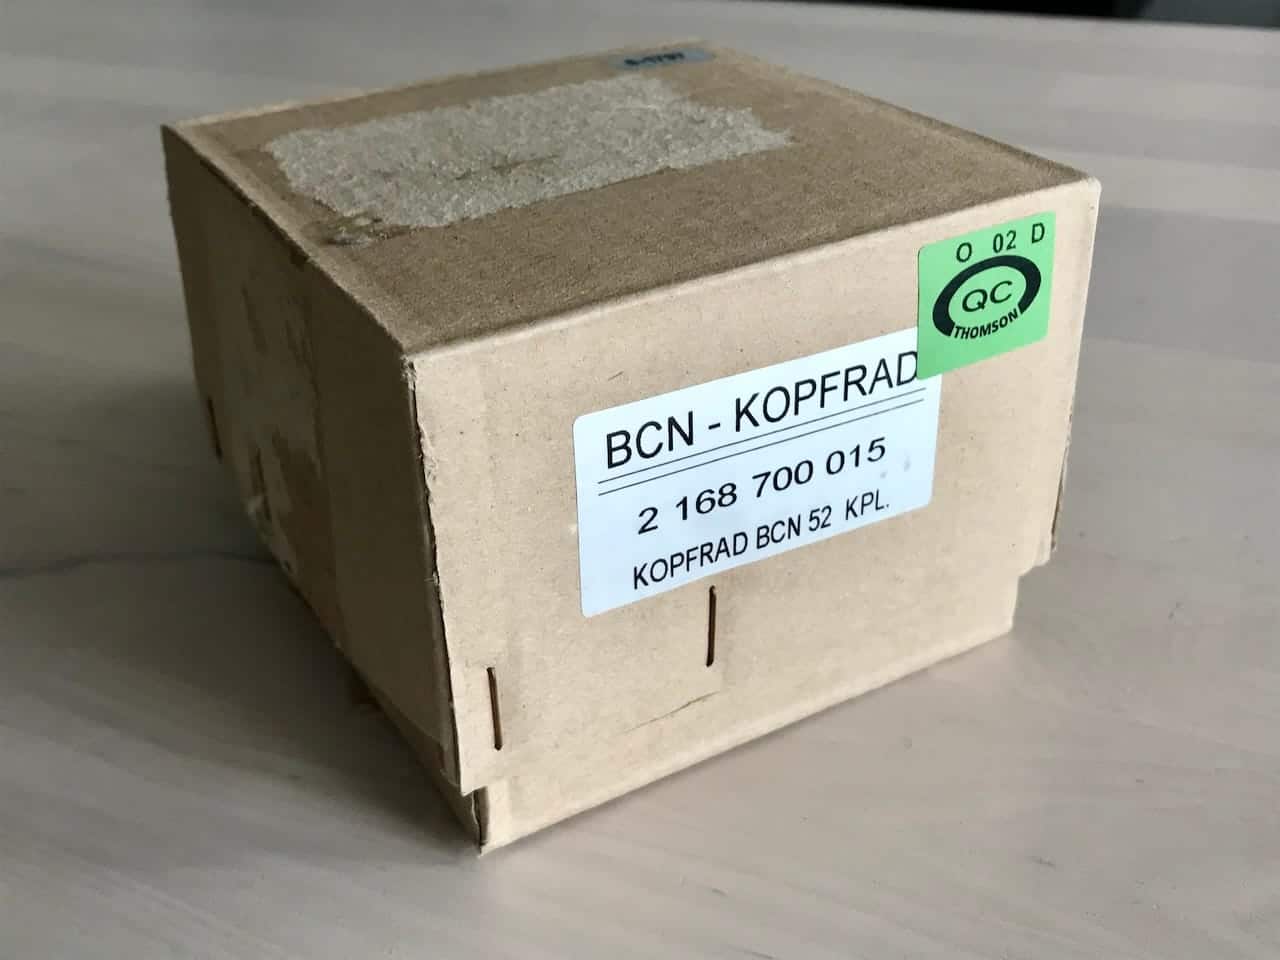 O 02 D
QC
THOMSON
BCN - KOPFRAD
2 168 700 015
KOPFRAD BCN 52 KPL.